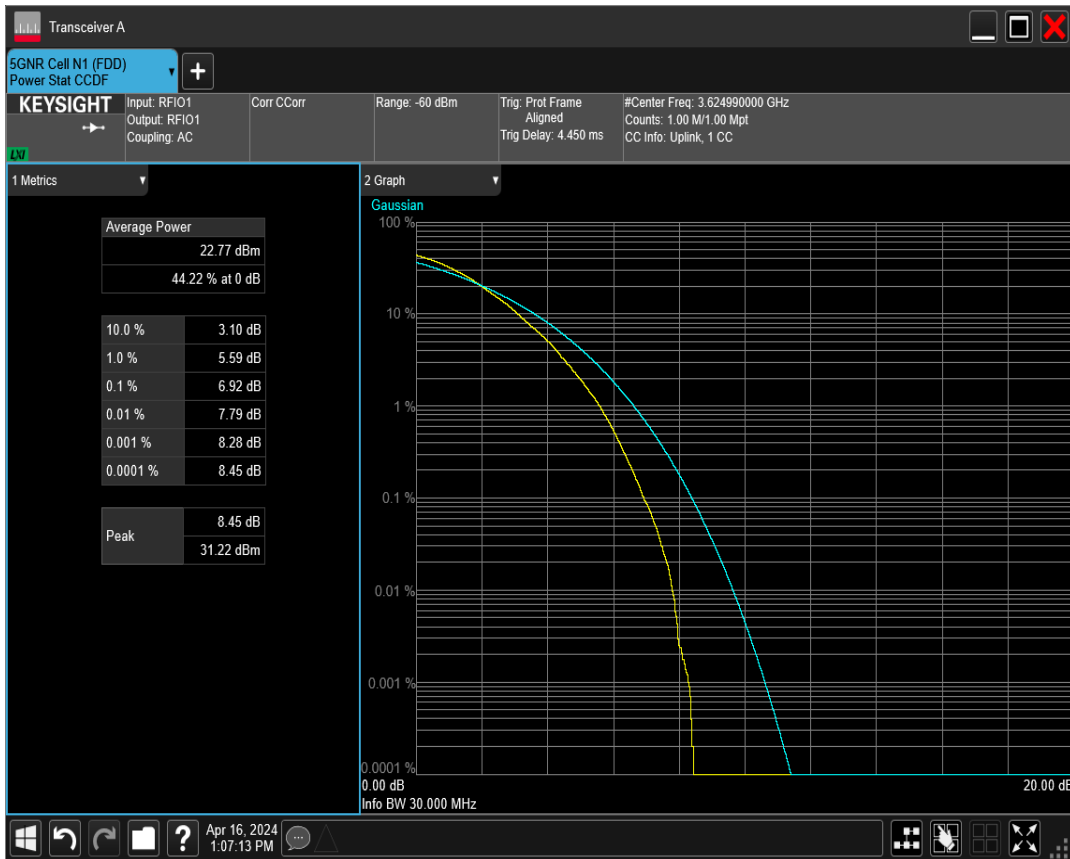 Transceiver A
5GNR Cell N1 (FDD)
Power Stat CCDF
+
KEYSIGHT
LXI
Input: RFIO1
Output: RFIO1
Coupling: AC
Corr CCorr
Range: -60 dBm
Trig: Prot Frame
Aligned
Trig Delay: 4.450 ms
#Center Freq: 3.624990000 GHz
Counts: 1.00 M/1.00 Mpt
CC Info: Uplink, 1 CC
1 Metrics
Average Power
22.77 dBm
44.22 % at 0 dB
10.0 % 3.10 dB
1.0 % 5.59 dB
0.1 % 6.92 dB
0.01 % 7.79 dB
0.001 % 8.28 dB
0.0001 % 8.45 dB
Peak
8.45 dB
31.22 dBm
2 Graph
Gaussian
100 %
10 %
1 %
0.1 %
0.01 %
0.001 %
0.0001 %
0.00 dB
20.00 dB
Info BW 30.000 MHz
?
Apr 16, 2024
1:07:13 PM